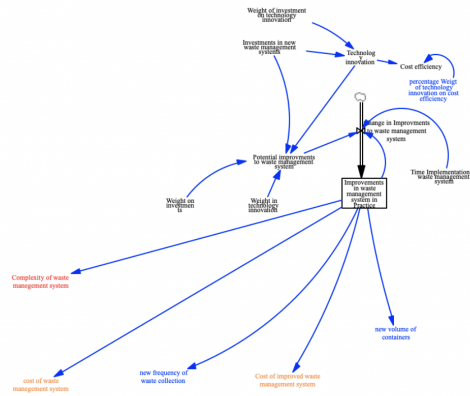 Weight of investment
on technology
innovation
Investments in new
waste management
systems
Technolog
y
innovation
Cost efficiency
percentage Weigt
of technology
innovation on cost
efficiency
change in Improvments
to waste management
system
Potential improvments
to waste management
system
Time Implementation
waste management
system
Weight on
investmen
ts
Weight in
technology
innovation
Improvements
in waste
management
system in
Practice
Complexity of waste
menagement system
new volume of
containers
cost of waste
management system
new frequency of
waste collection
Cost of improved waste
management system